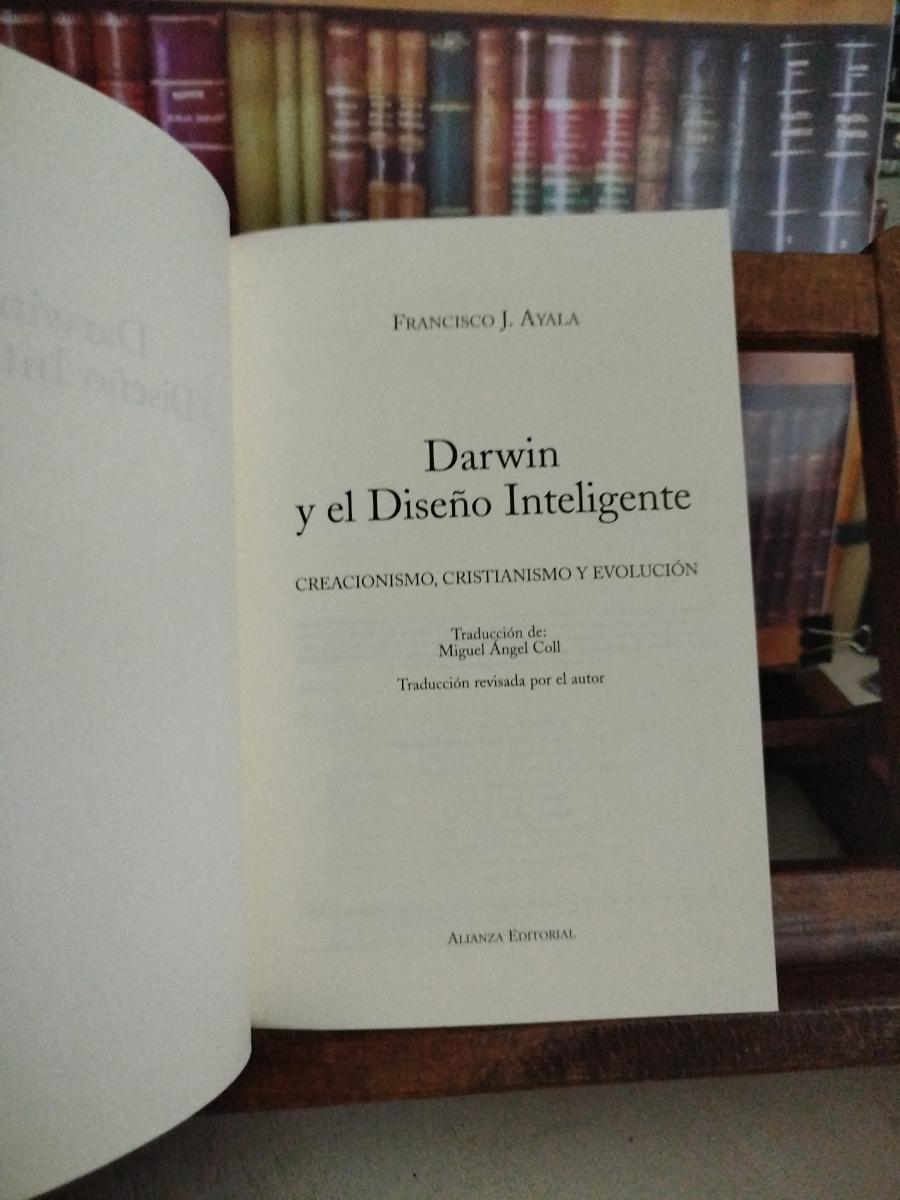 FRANCISCO J. AYALA
Darwin
y el Diseño Inteligente
CREACIONISMO, CRISTIANISMO Y EVOLUCIÓN
Traducción de:
Miguel Ángel Coll
Traducción revisada por el autor
ALIANZA EDITORIAL